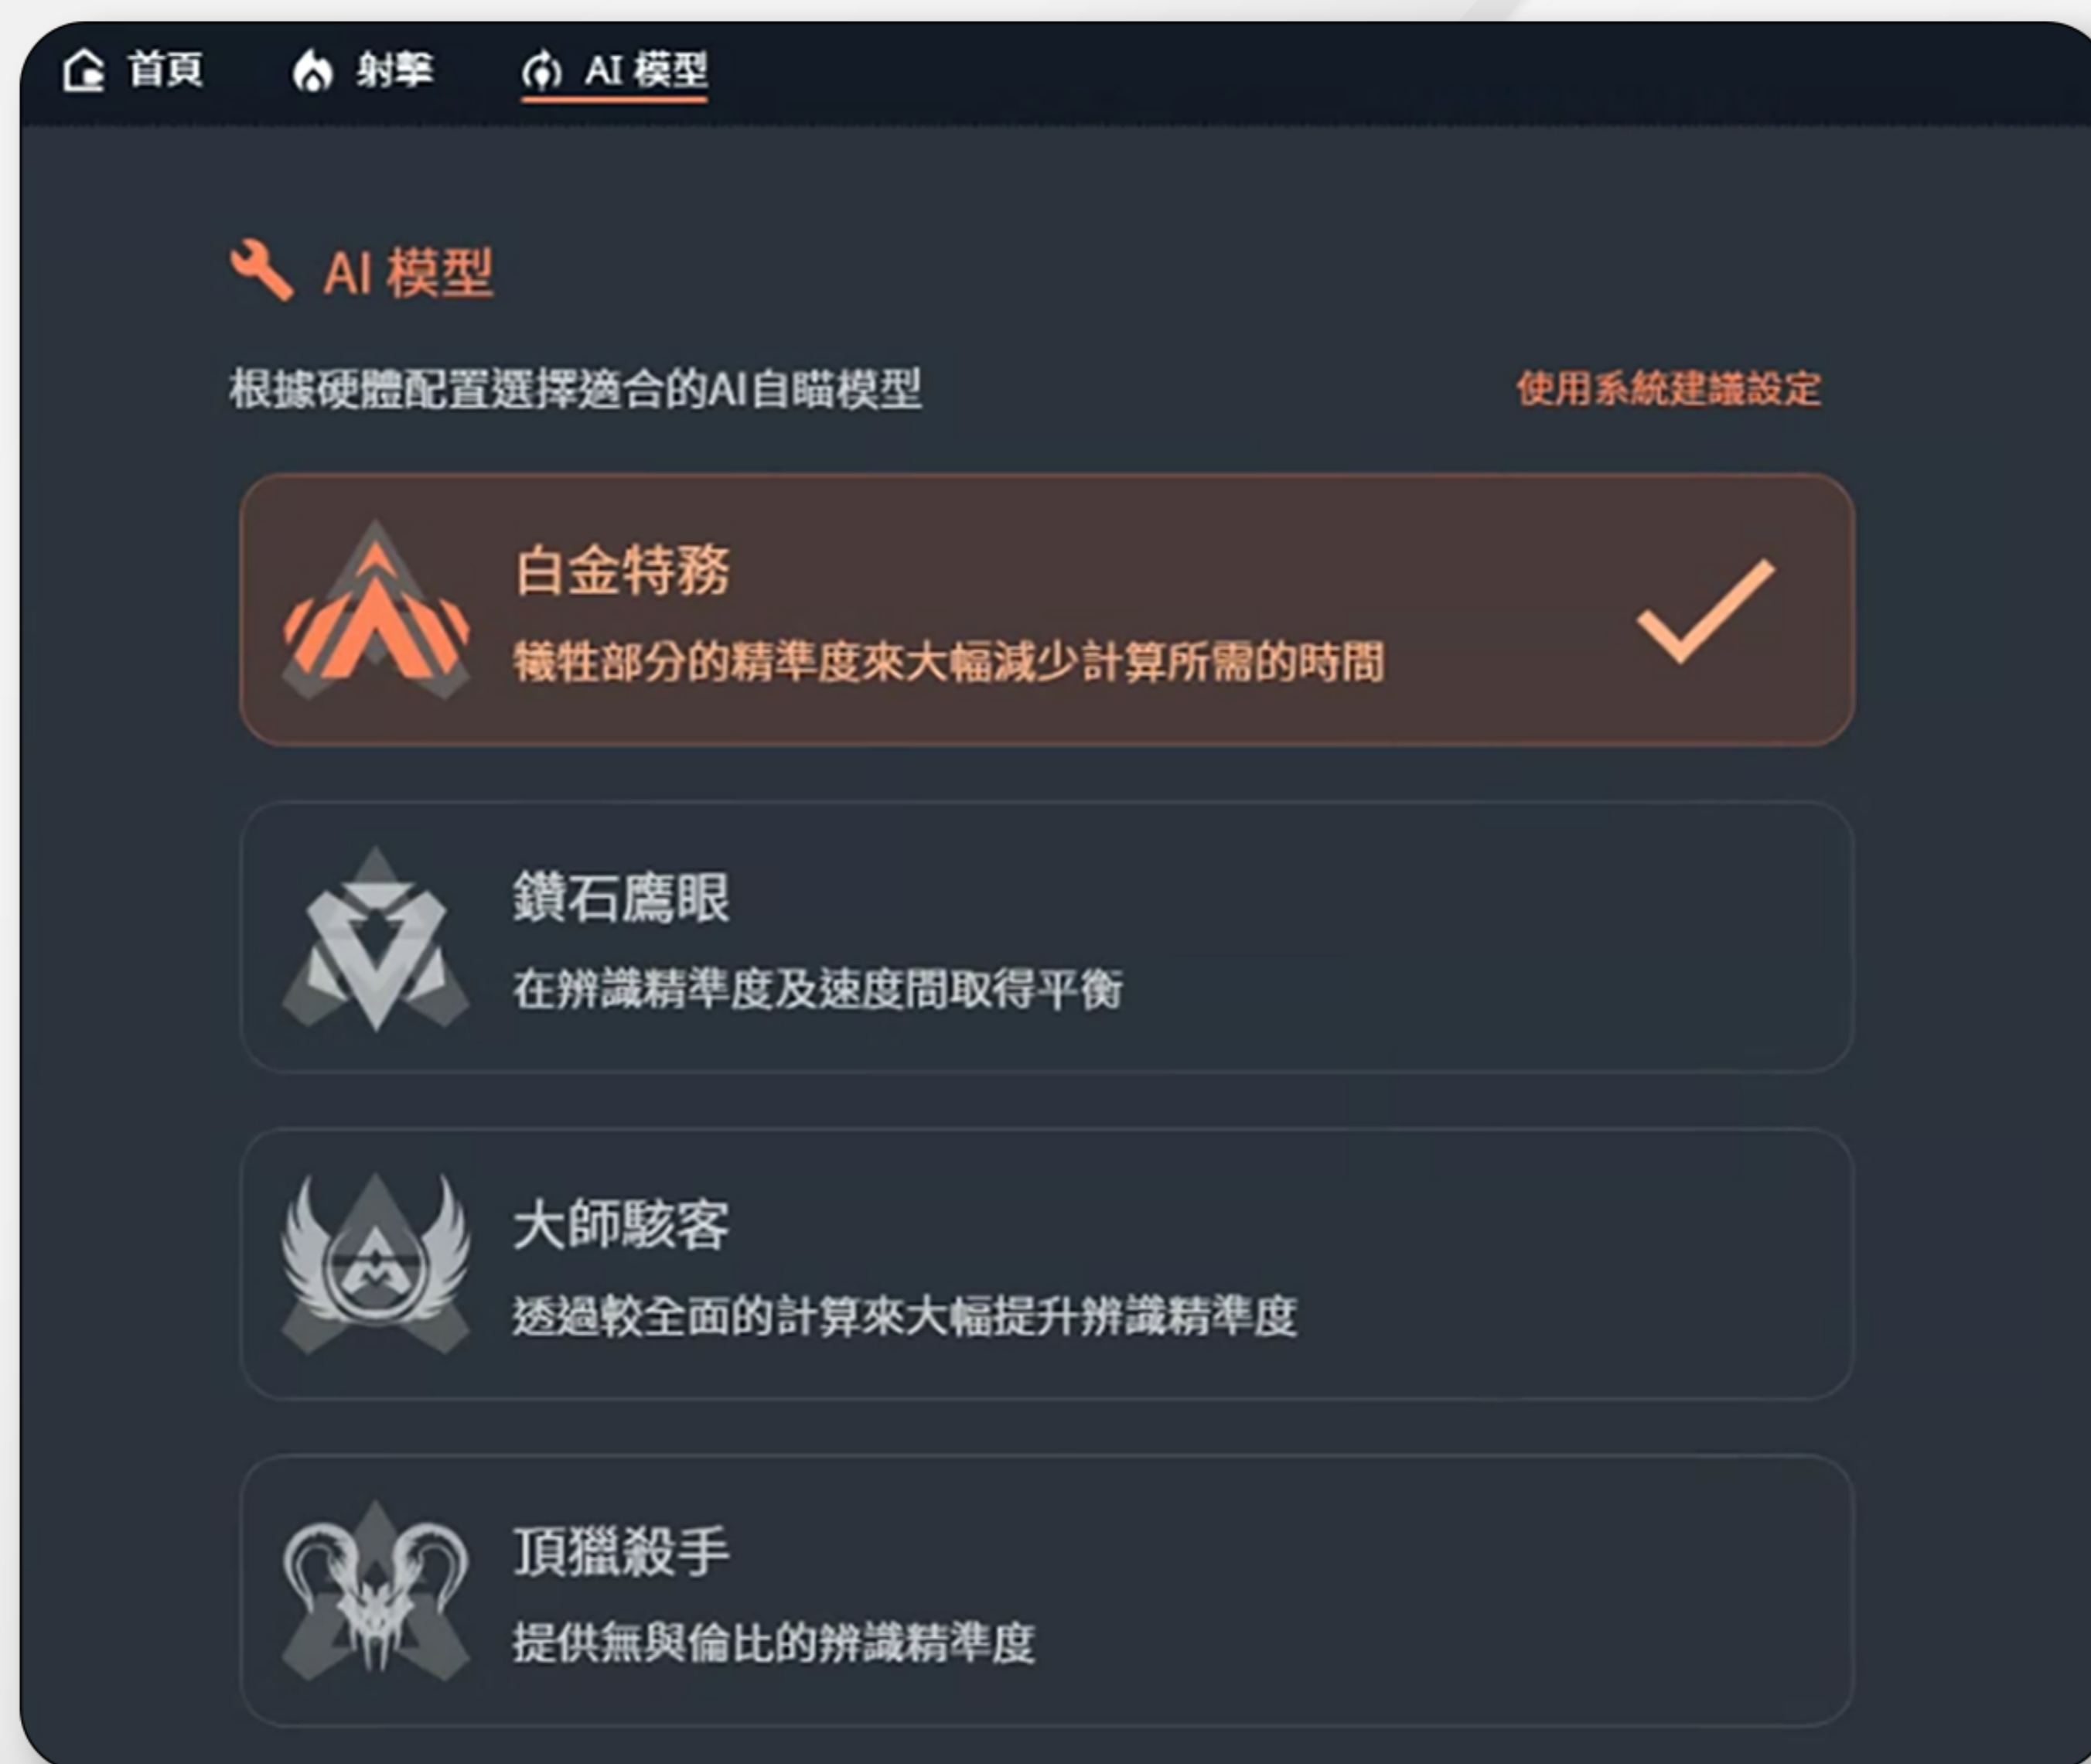 首頁 射擊 AI 模型
AI 模型
根據硬體配置選擇適合的AI自瞄模型
使用系統建議設定
白金特務
犧牲部分的精準度來大幅減少計算所需的時間
鑽石鷹眼
在辨識精準度及速度間取得平衡
大師駭客
透過較全面的計算來大幅提升辨識精準度
頂獵殺手
提供無與倫比的辨識精準度